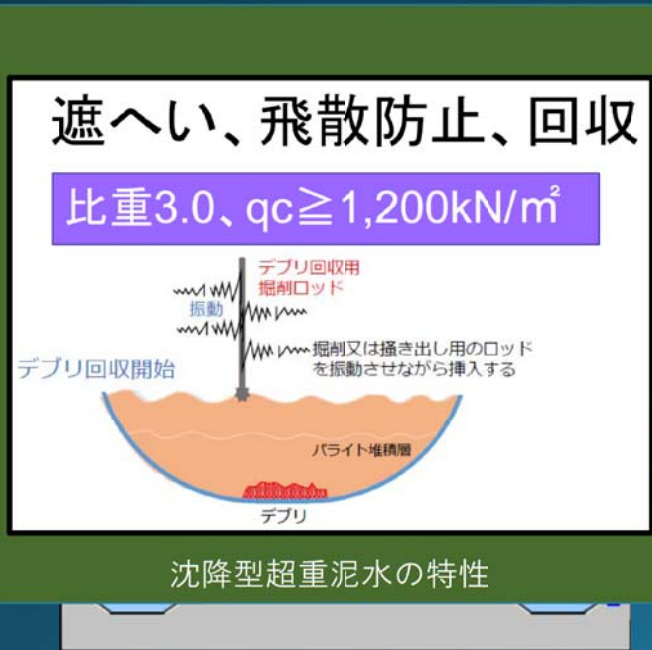 遮へい、飛散防止、回収
比重3.0、qc≧1,200kN/㎡
デブリ回収用
掘削ロッド
振動
掘削又は掻き出し用のロッド
を振動させながら挿入する
デブリ回収開始
バライト堆積層
デブリ
沈降型超重泥水の特性